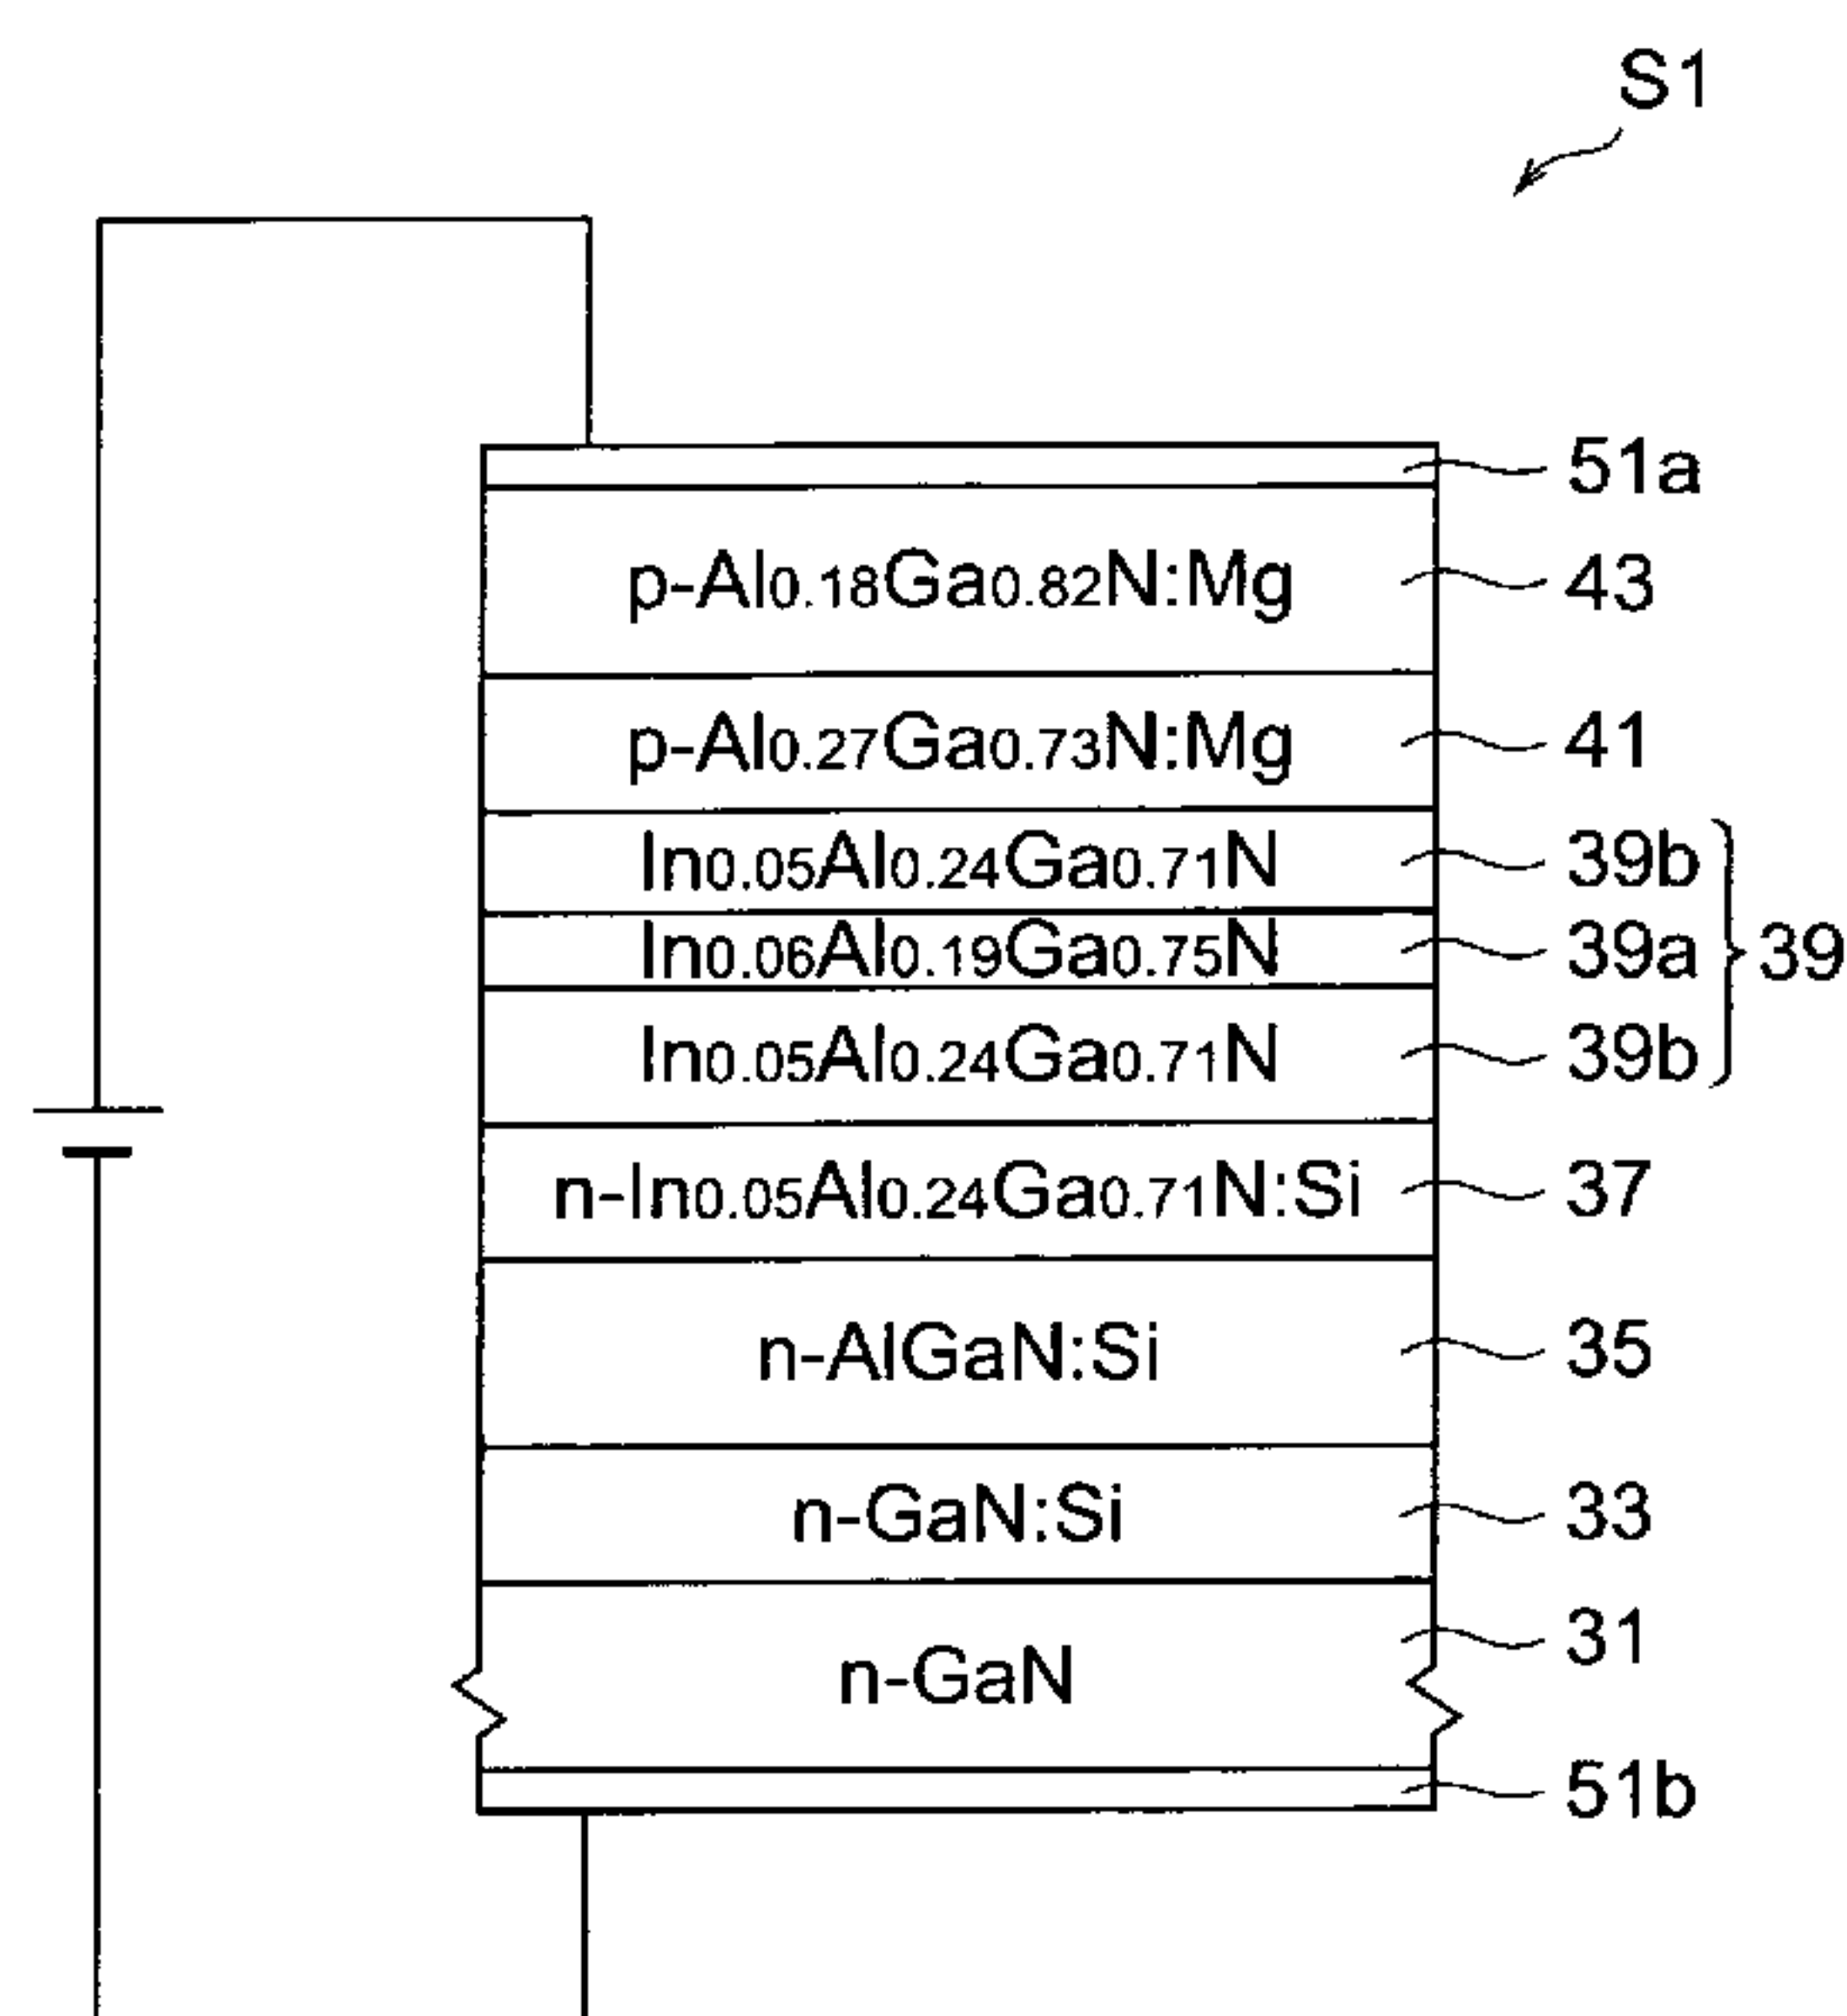 S1
51a
p-Al0.18Ga0.82N:Mg 43
p-Al0.27Ga0.73N:Mg 41
In0.05Al0.24Ga0.71N 39b
In0.06Al0.19Ga0.75N 39a 39
In0.05Al0.24Ga0.71N 39b
n-In0.05Al0.24Ga0.71N:Si 37
n-AlGaN:Si 35
n-GaN:Si 33
n-GaN 31
51b